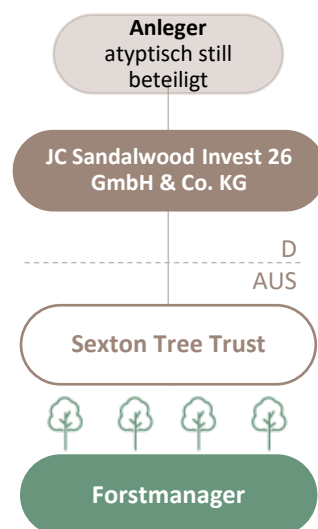 Anleger
atyptisch still
beteiligt
JC Sandalwood Invest 26
GmbH & Co. KG
D
AUS
Sexton Tree Trust
Forstmanager